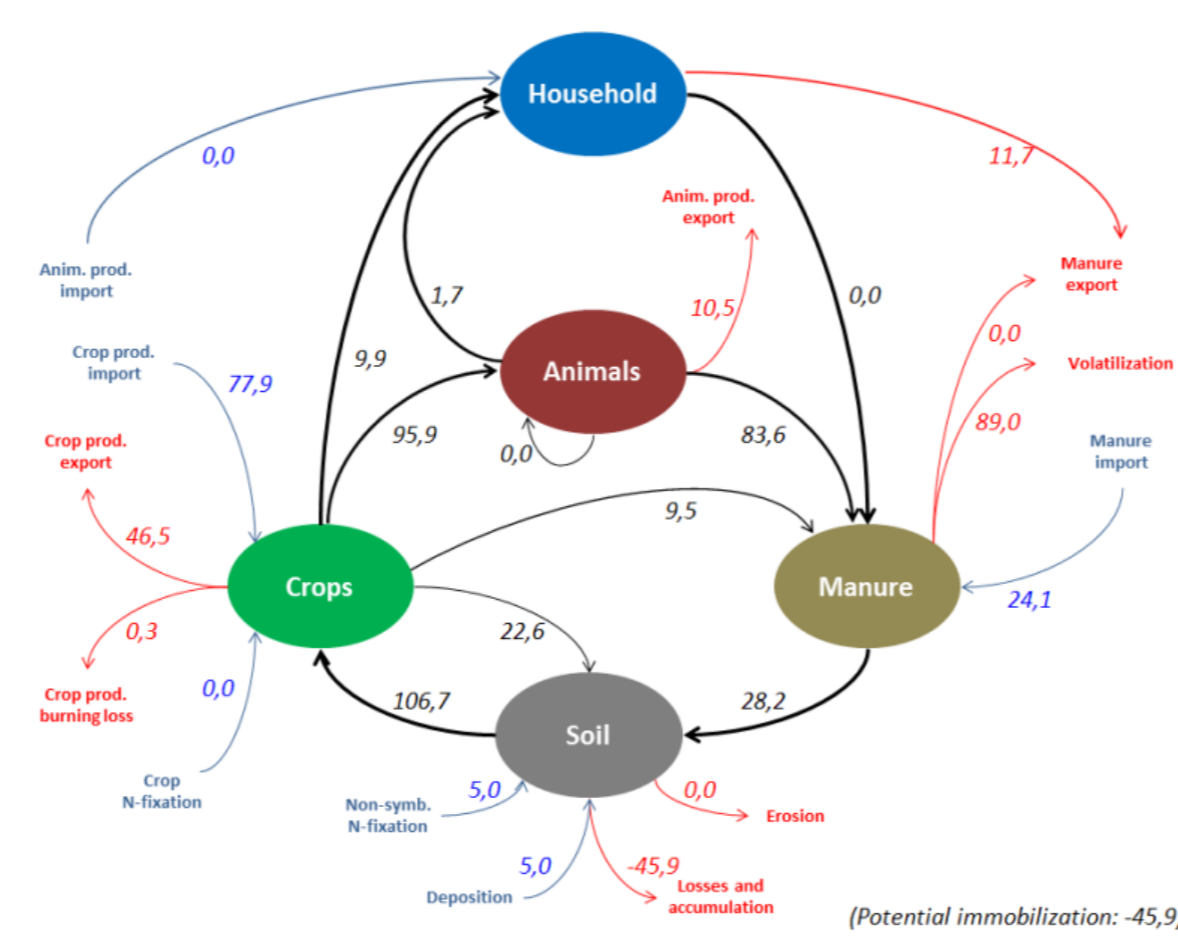 Household
0,0
11,7
Anim. prod.
export
Anim. prod.
import
Manure
export
1,7
10,5
0,0
0,0
Crop prod.
import
9,9
Animals
Volatilization
77,9
Crop prod.
export
95,9
0,0
83,6
89,0
Manure
import
9,5
46,5
Crops
Manure
24,1
0,3
22,6
Crop prod.
burning loss
0,0
106,7
28,2
Soil
Crop
N-fixation
5,0
0,0
Non-symb.
N-fixation
Erosion
5,0
-45,9
Deposition
Losses and
accumulation
(Potential immobilization: -45,9)